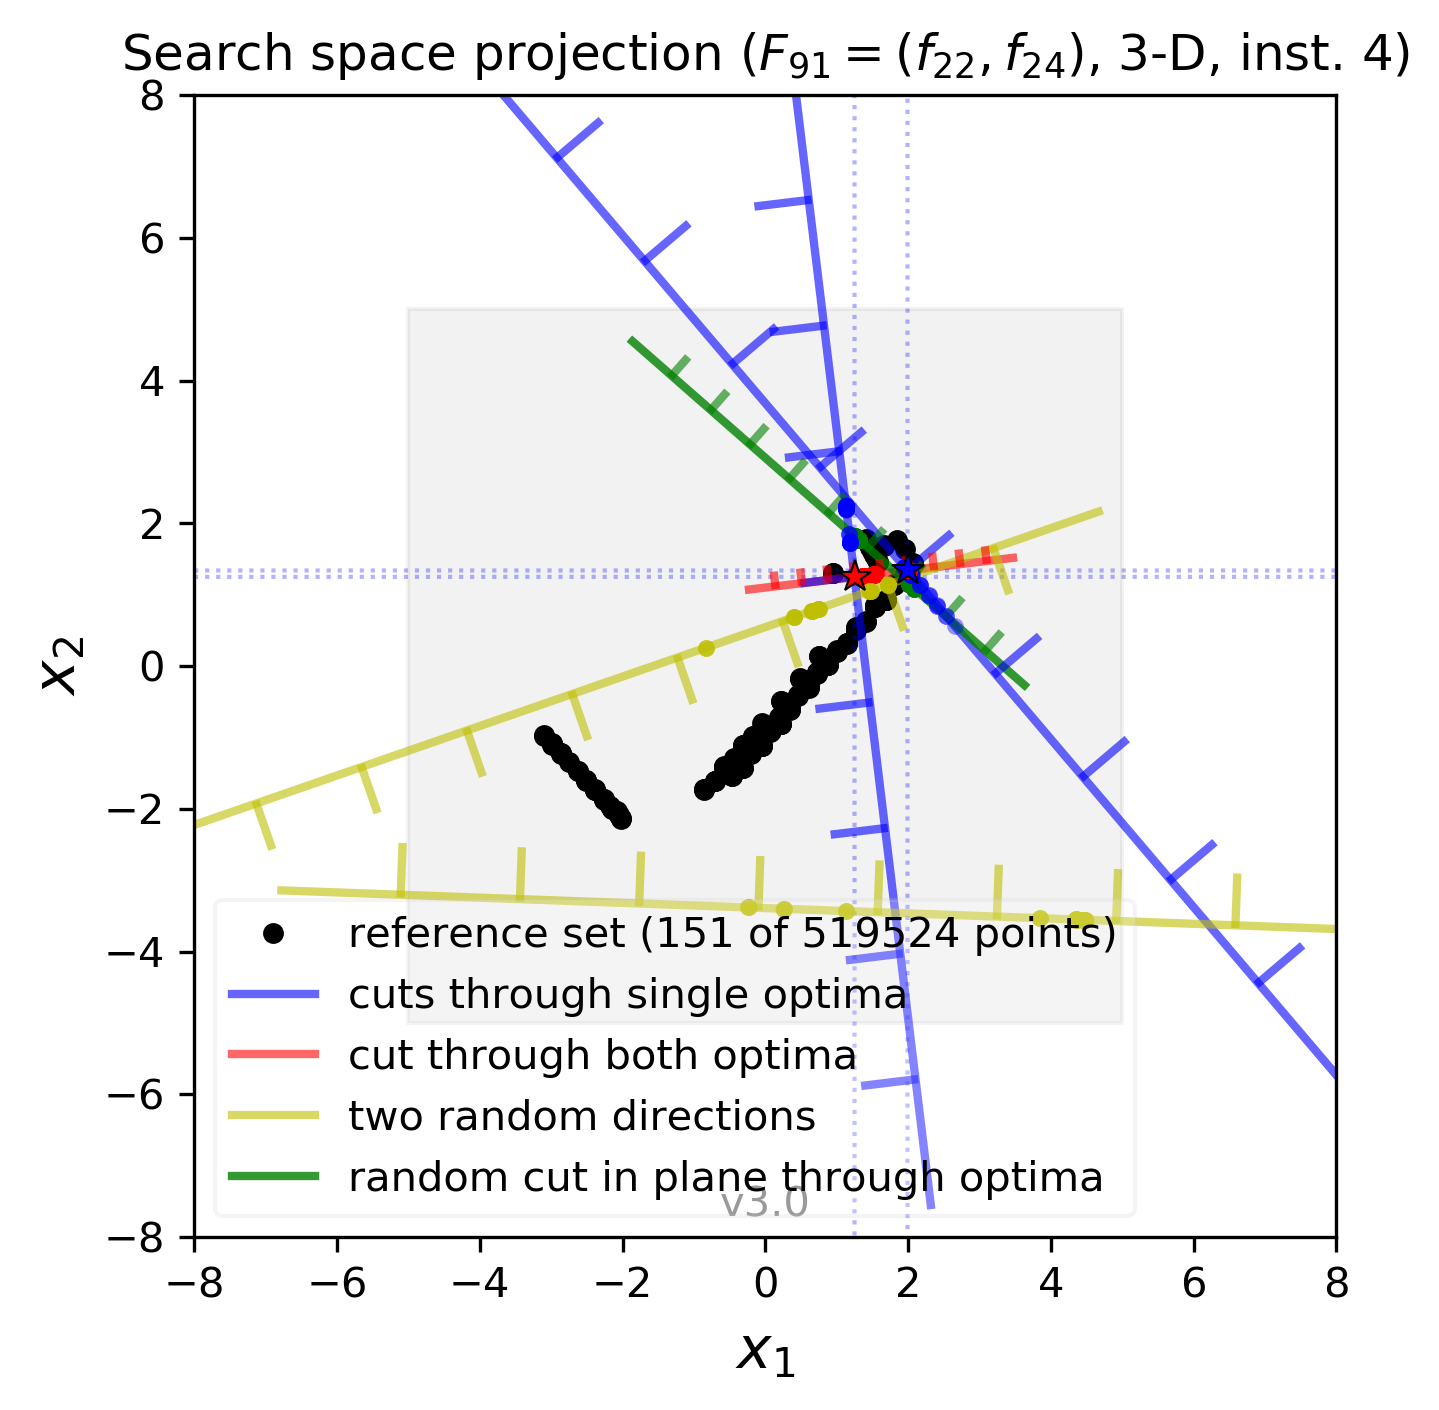 Search space projection (F₉₁ = (f₂₂, f₂₄), 3-D, inst. 4)
8
6
4
2
0
−2
−4
−6
−8
x₂
reference set (151 of 519524 points)
cuts through single optima
cut through both optima
two random directions
random cut in plane through optima
v3.0
−8 −6 −4 −2 0 2 4 6 8
x₁